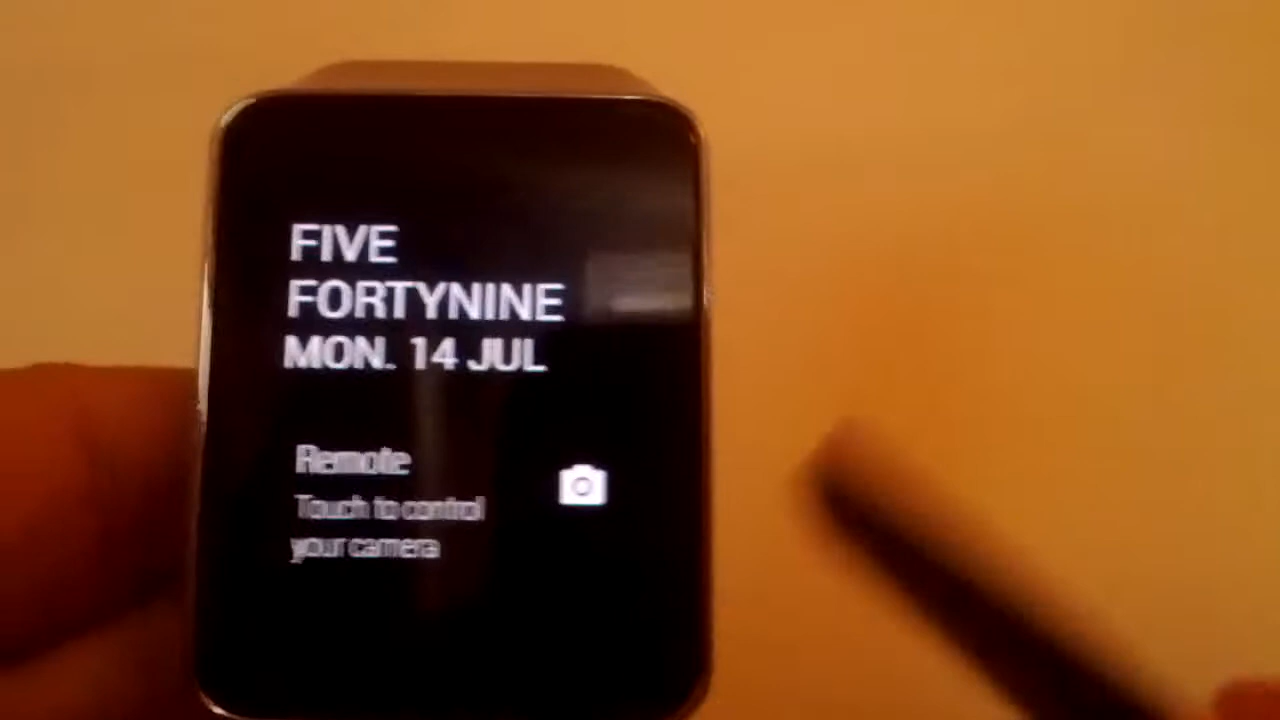 FIVE
FORTYNINE
MON. 14 JUL
Remote
Touch to control
your camera